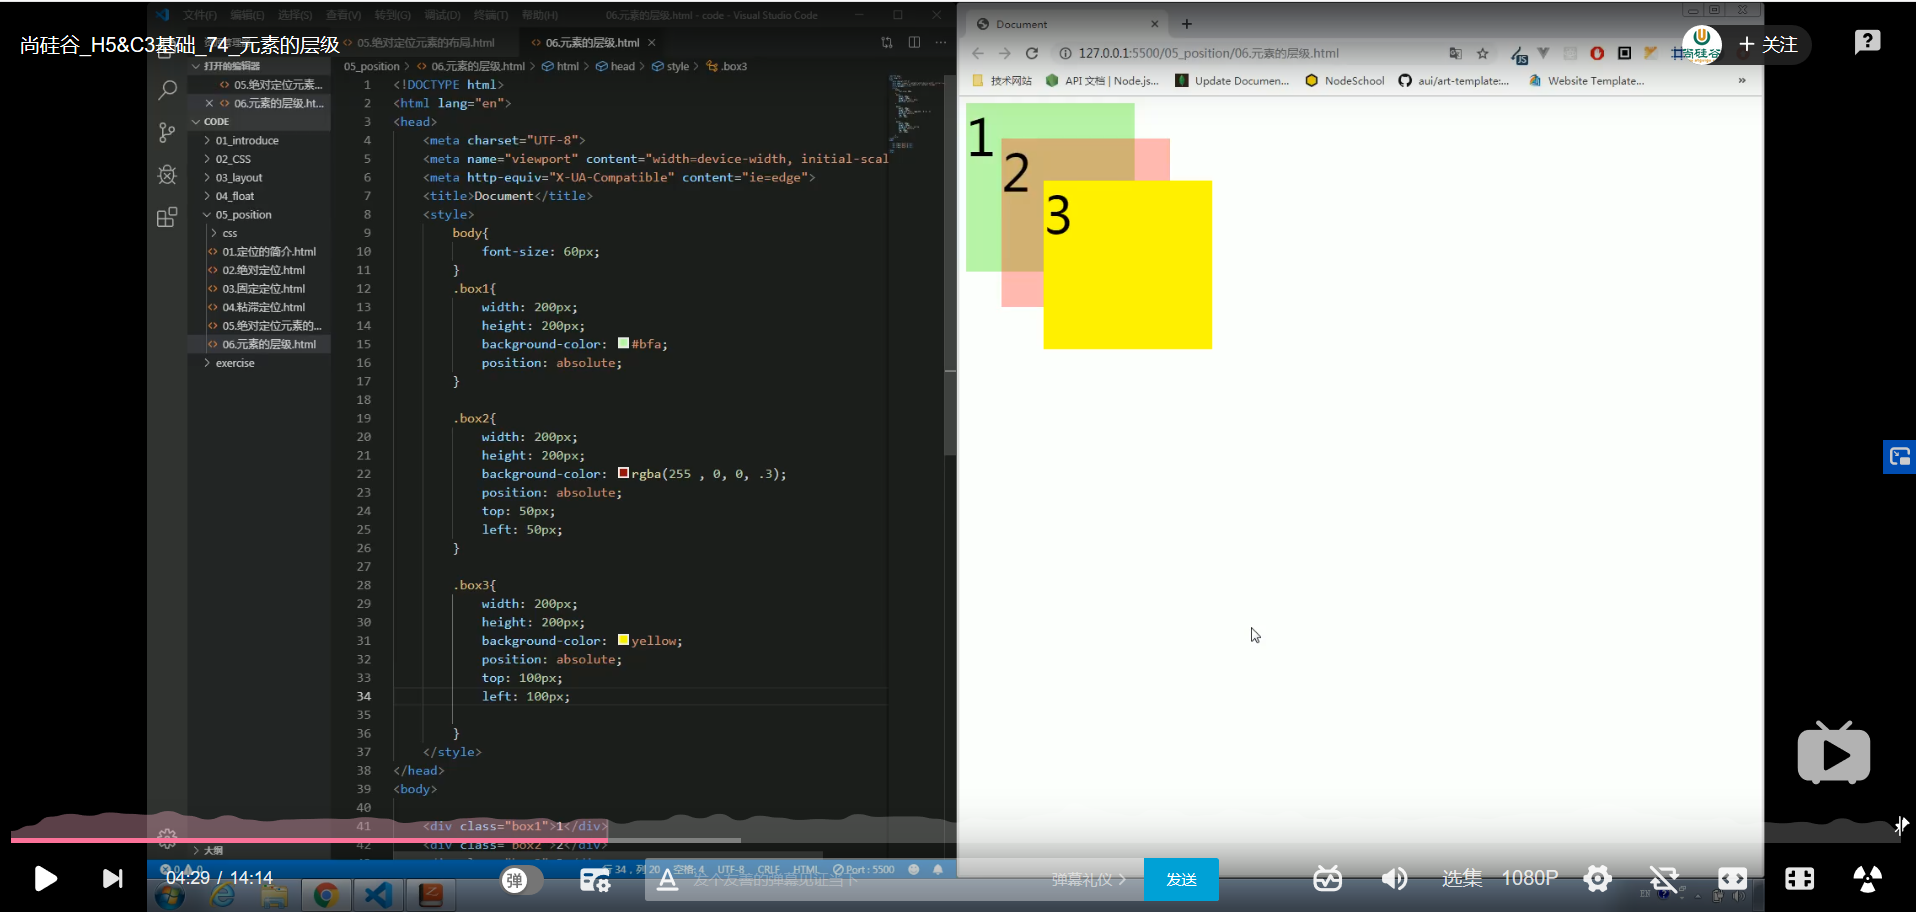 文件(F) 编辑(E) 选择(S) 查看(V) 转到(G) 调试(D) 终端(T) 帮助(H) 06.元素的层级.html - code - Visual Studio Code
尚硅谷_H5&C3基础_74_元素的层级
05.绝对定位元素的布局.html 06.元素的层级.html
打开的编辑器
05.绝对定位元素...
06.元素的层级.ht...
CODE
01_introduce
02_CSS
03_layout
04_float
05_position
css
01.定位的简介.html
02.绝对定位.html
03.固定定位.html
04.粘滞定位.html
05.绝对定位元素的...
06.元素的层级.html
exercise
大纲
05_position > 06.元素的层级.html > html > head > style > .box3
1 <!DOCTYPE html>
2 <html lang="en">
3 <head>
4 <meta charset="UTF-8">
5 <meta name="viewport" content="width=device-width, initial-scal
6 <meta http-equiv="X-UA-Compatible" content="ie=edge">
7 <title>Document</title>
8 <style>
9 body{
10 font-size: 60px;
11 }
12 .box1{
13 width: 200px;
14 height: 200px;
15 background-color: #bfa;
16 position: absolute;
17 }
18
19 .box2{
20 width: 200px;
21 height: 200px;
22 background-color: rgba(255 , 0, 0, .3);
23 position: absolute;
24 top: 50px;
25 left: 50px;
26 }
27
28 .box3{
29 width: 200px;
30 height: 200px;
31 background-color: yellow;
32 position: absolute;
33 top: 100px;
34 left: 100px;
35
36 }
37 </style>
38 </head>
39 <body>
40
41 <div class="box1">1</div>
42 <div class="box2">2</div>
行 34，列 20 空格: 4 UTF-8 CRLF HTML Port : 5500
Document
127.0.0.1:5500/05_position/06.元素的层级.html
技术网站 API 文档 | Node.js... Update Documen... NodeSchool aui/art-template:... Website Template... »
1
2
3
尚硅谷
+ 关注
04:29 / 14:14
弹
发个友善的弹幕见证当下
弹幕礼仪 >
发送
选集
1080P